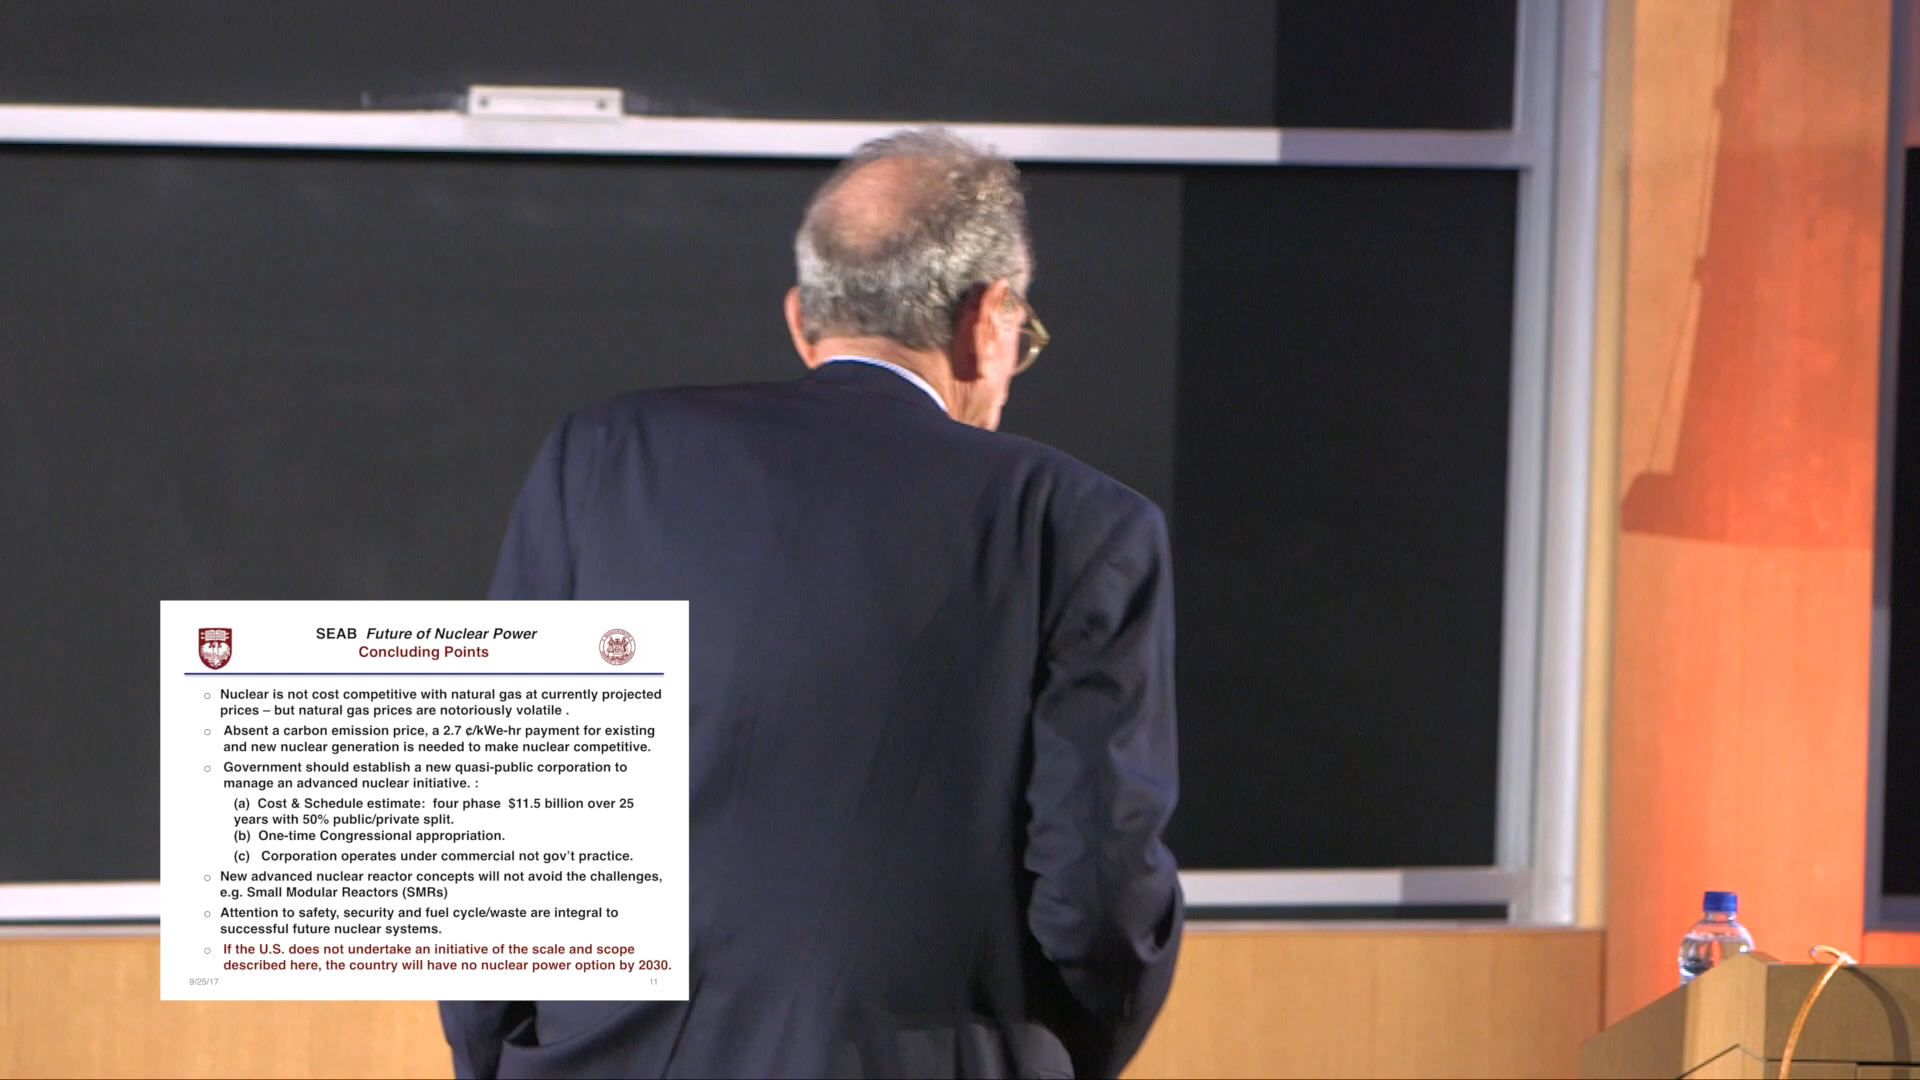 SEAB Future of Nuclear Power
Concluding Points
○ Nuclear is not cost competitive with natural gas at currently projected
prices – but natural gas prices are notoriously volatile .
○ Absent a carbon emission price, a 2.7 ¢/kWe-hr payment for existing
and new nuclear generation is needed to make nuclear competitive.
○ Government should establish a new quasi-public corporation to
manage an advanced nuclear initiative. :
(a) Cost & Schedule estimate: four phase $11.5 billion over 25
years with 50% public/private split.
(b) One-time Congressional appropriation.
(c) Corporation operates under commercial not gov't practice.
○ New advanced nuclear reactor concepts will not avoid the challenges,
e.g. Small Modular Reactors (SMRs)
○ Attention to safety, security and fuel cycle/waste are integral to
successful future nuclear systems.
○ If the U.S. does not undertake an initiative of the scale and scope
described here, the country will have no nuclear power option by 2030.
9/25/17
11